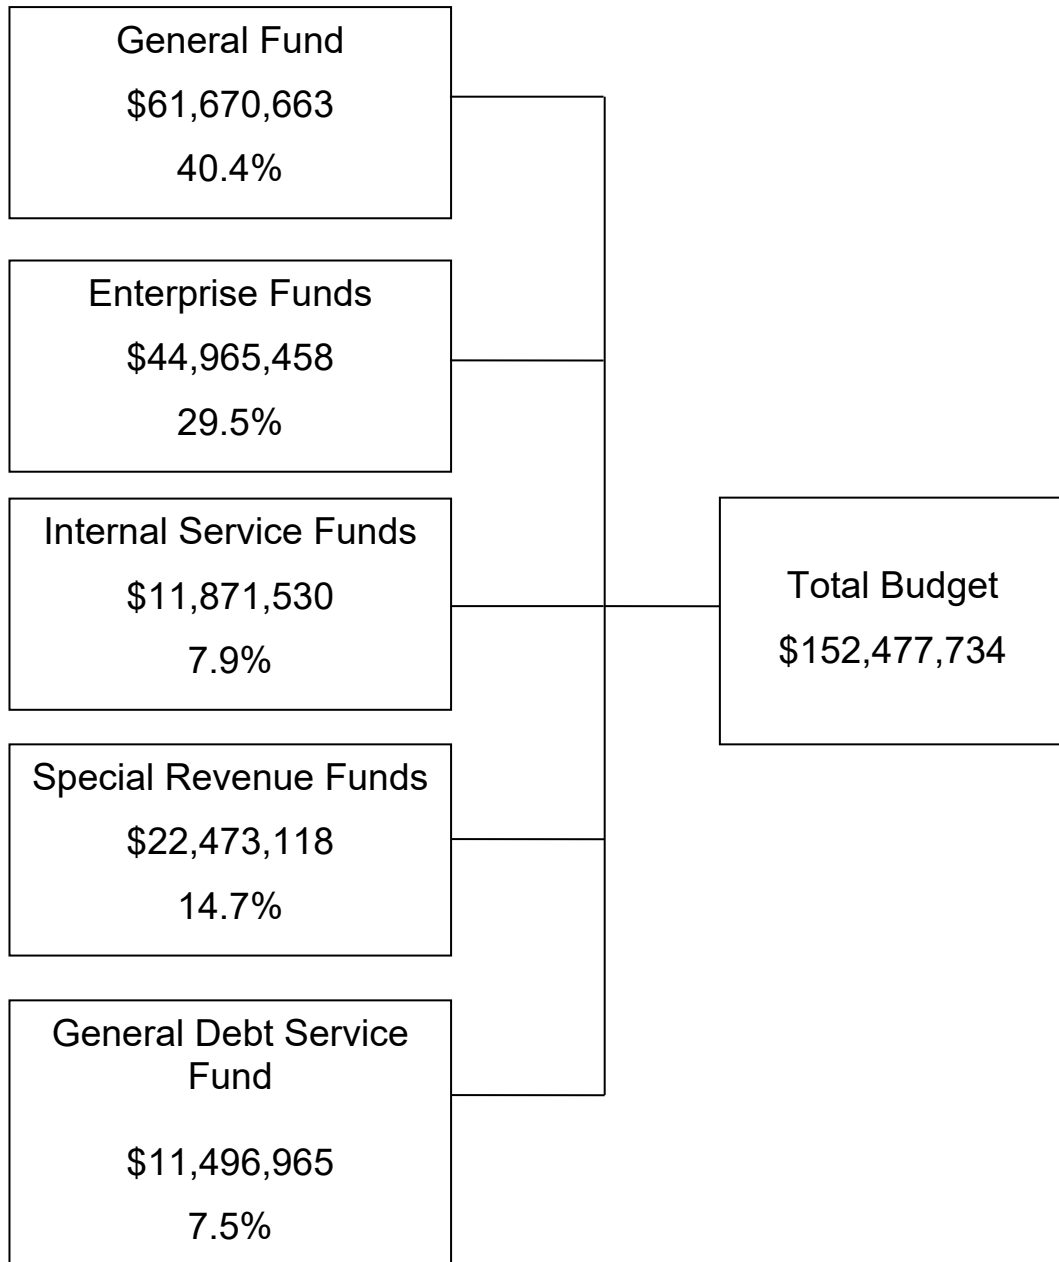 General Fund
$61,670,663
40.4%
Enterprise Funds
$44,965,458
29.5%
Internal Service Funds
$11,871,530
7.9%
Total Budget
$152,477,734
Special Revenue Funds
$22,473,118
14.7%
General Debt Service
Fund
$11,496,965
7.5%